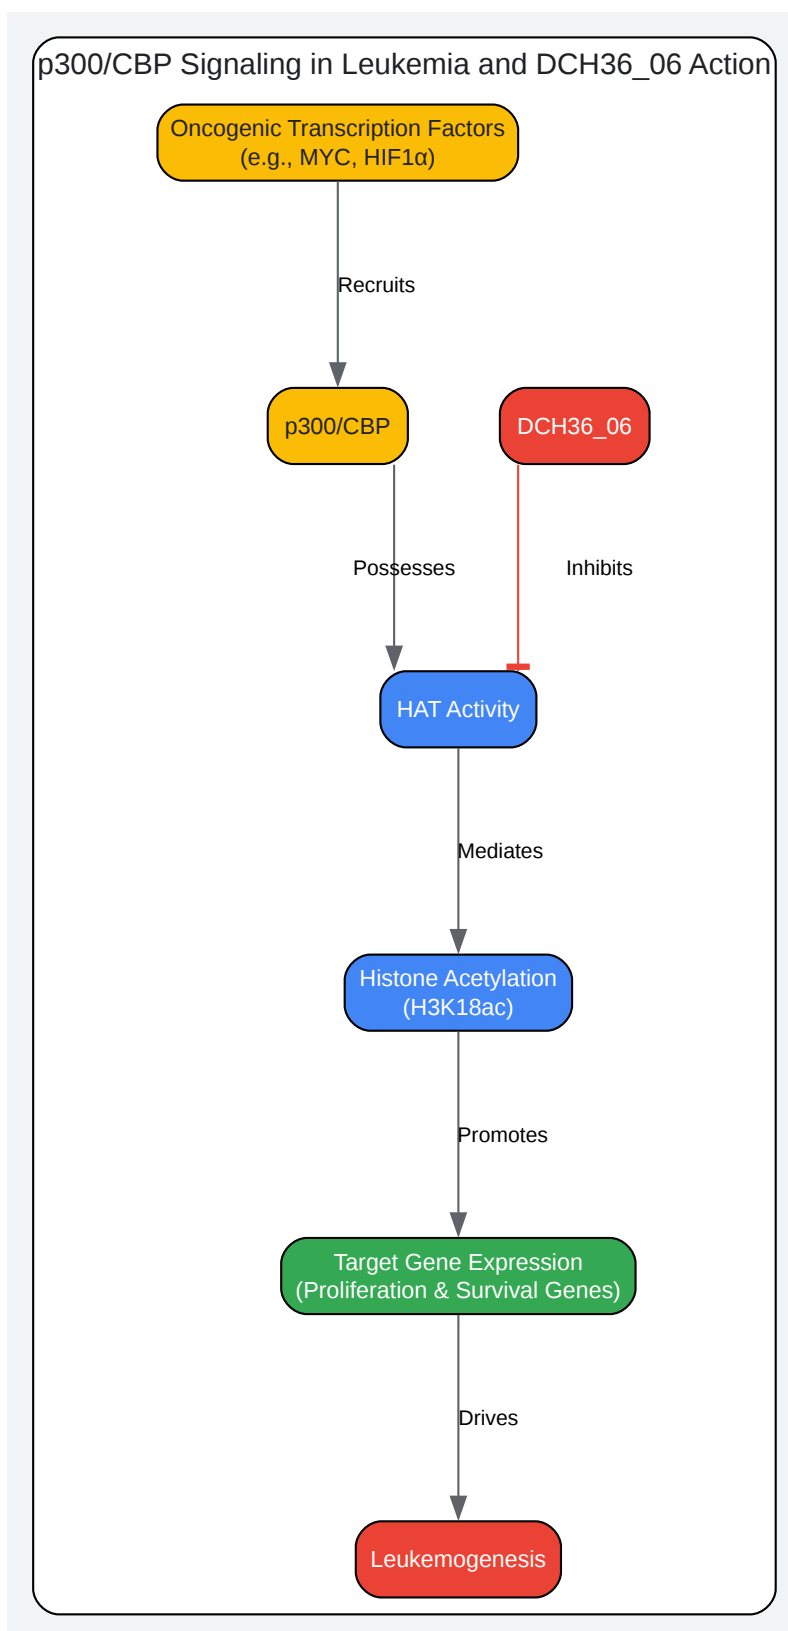 p300/CBP Signaling in Leukemia and DCH36_06 Action
Oncogenic Transcription Factors
(e.g., MYC, HIF1α)
Recruits
p300/CBP
DCH36_06
Possesses
Inhibits
HAT Activity
Mediates
Histone Acetylation
(H3K18ac)
Promotes
Target Gene Expression
(Proliferation & Survival Genes)
Drives
Leukemogenesis